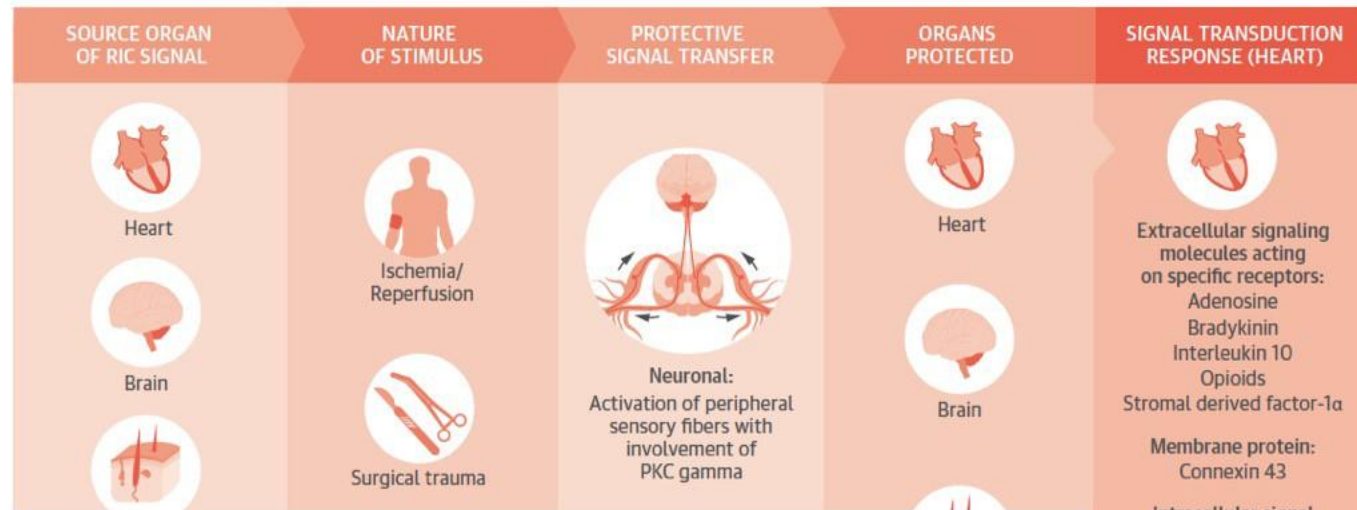 SOURCE ORGAN
OF RIC SIGNAL
NATURE
OF STIMULUS
PROTECTIVE
SIGNAL TRANSFER
ORGANS
PROTECTED
SIGNAL TRANSDUCTION
RESPONSE (HEART)
Heart
Brain
Ischemia/
Reperfusion
Surgical trauma
Neuronal:
Activation of peripheral
sensory fibers with
involvement of
PKC gamma
Heart
Brain
Extracellular signaling
molecules acting
on specific receptors:
Adenosine
Bradykinin
Interleukin 10
Opioids
Stromal derived factor-1α
Membrane protein:
Connexin 43